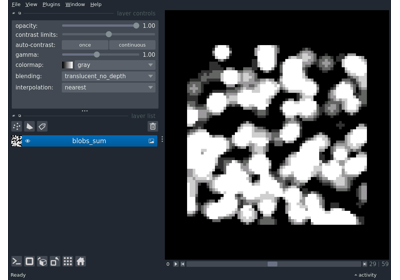 File View Plugins Window Help
layer controls
opacity: 1.00
contrast limits:
auto-contrast: once continuous
gamma: 1.00
colormap: gray
blending: translucent_no_depth
interpolation: nearest
layer list
blobs_sum
29 59
Ready activity